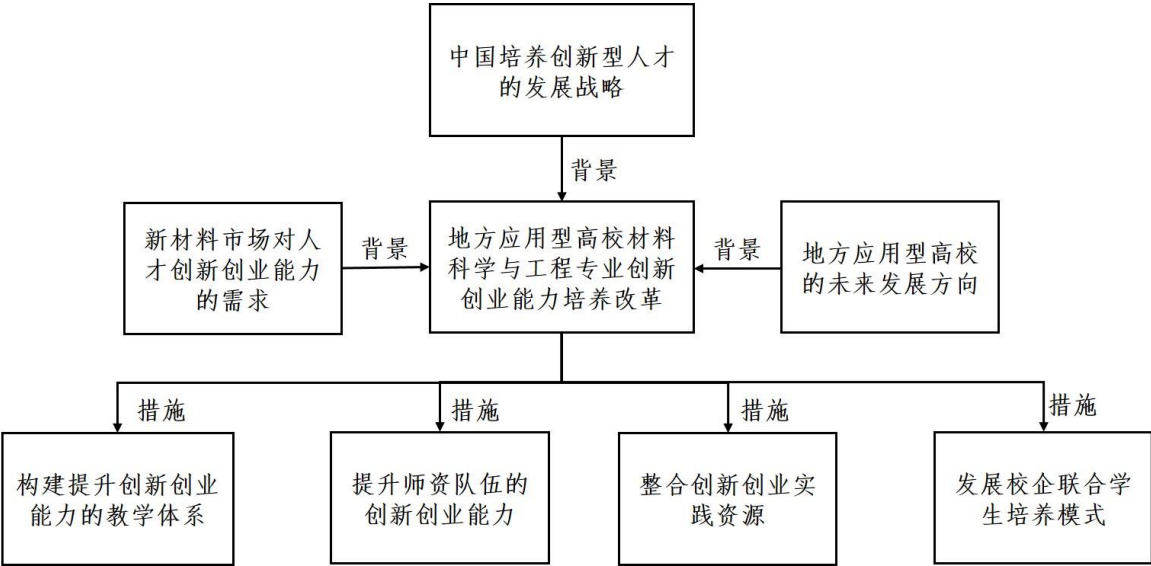 中国培养创新型人才
的发展战略
背景
新材料市场对人
才创新创业能力
的需求
背景
地方应用型高校材料
科学与工程专业创新
创业能力培养改革
背景
地方应用型高校
的未来发展方向
措施
措施
措施
措施
构建提升创新创业
能力的教学体系
提升师资队伍的
创新创业能力
整合创新创业实
践资源
发展校企联合学
生培养模式